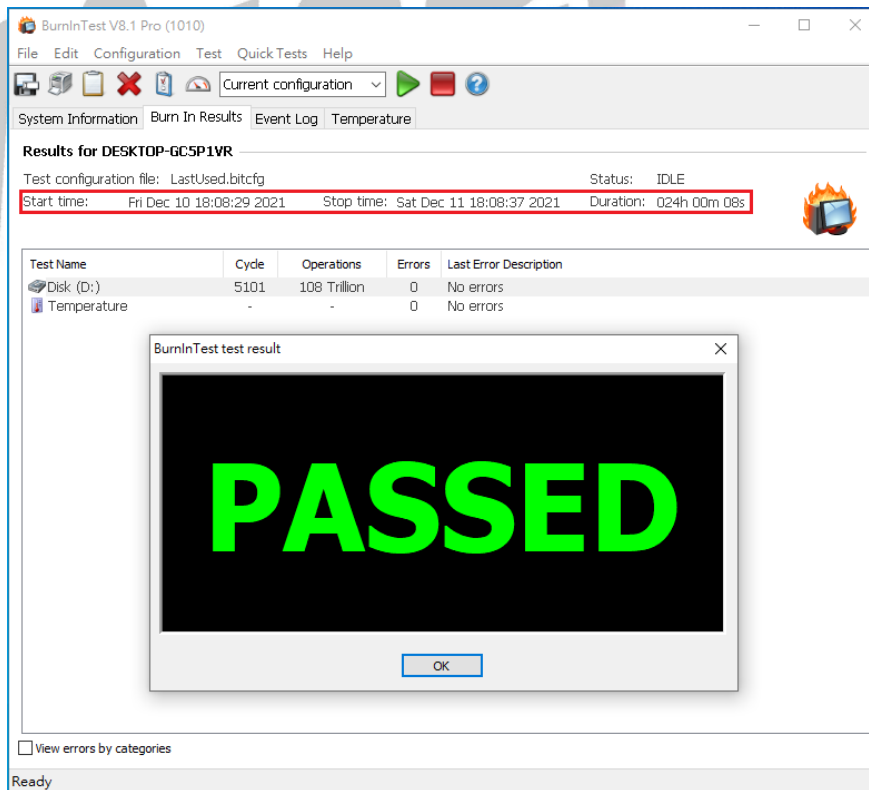 BurnInTest V8.1 Pro (1010)
File Edit Configuration Test Quick Tests Help
Current configuration
System Information Burn In Results Event Log Temperature
Results for DESKTOP-GC5P1VR
Test configuration file: LastUsed.bitcfg Status: IDLE
Start time: Fri Dec 10 18:08:29 2021 Stop time: Sat Dec 11 18:08:37 2021 Duration: 024h 00m 08s
Test Name Cycle Operations Errors Last Error Description
Disk (D:) 5101 108 Trillion 0 No errors
Temperature - - 0 No errors
BurnInTest test result
PASSED
OK
View errors by categories
Ready